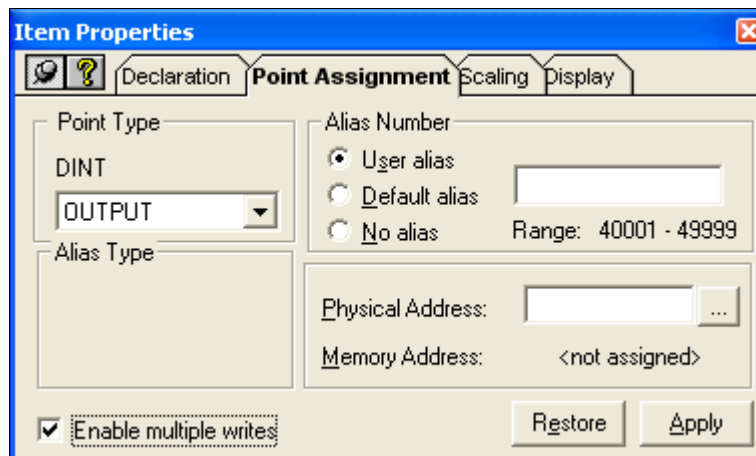 Item Properties
Declaration Point Assignment Scaling Display
Point Type
DINT
OUTPUT
Alias Type
Alias Number
User alias
Default alias
No alias
Range: 40001 - 49999
Physical Address: ...
Memory Address: <not assigned>
Enable multiple writes
Restore Apply